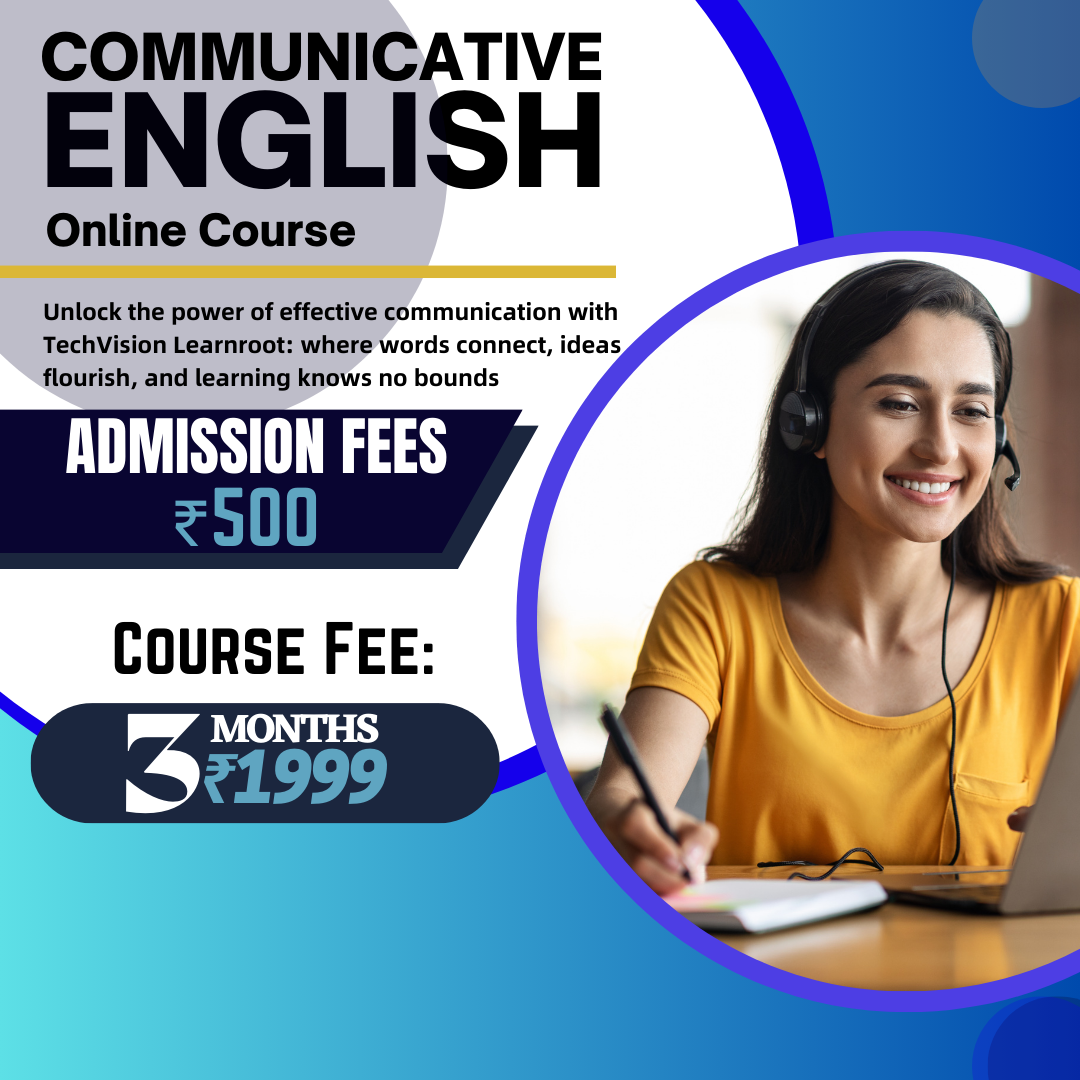 COMMUNICATIVE
ENGLISH
Online Course
Unlock the power of effective communication with
TechVision Learnroot: where words connect, ideas
flourish, and learning knows no bounds
ADMISSION FEES
₹500
COURSE FEE:
3 MONTHS
₹1999